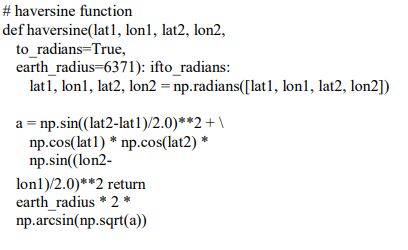 # haversine function
def haversine(lat1, lon1, lat2, lon2,
to_radians=True,
earth_radius=6371): ifto_radians:
lat1, lon1, lat2, lon2 = np.radians([lat1, lon1, lat2, lon2])
a = np.sin((lat2-lat1)/2.0)**2 + \
np.cos(lat1) * np.cos(lat2) *
np.sin((lon2-
lon1)/2.0)**2 return
earth_radius * 2 *
np.arcsin(np.sqrt(a))